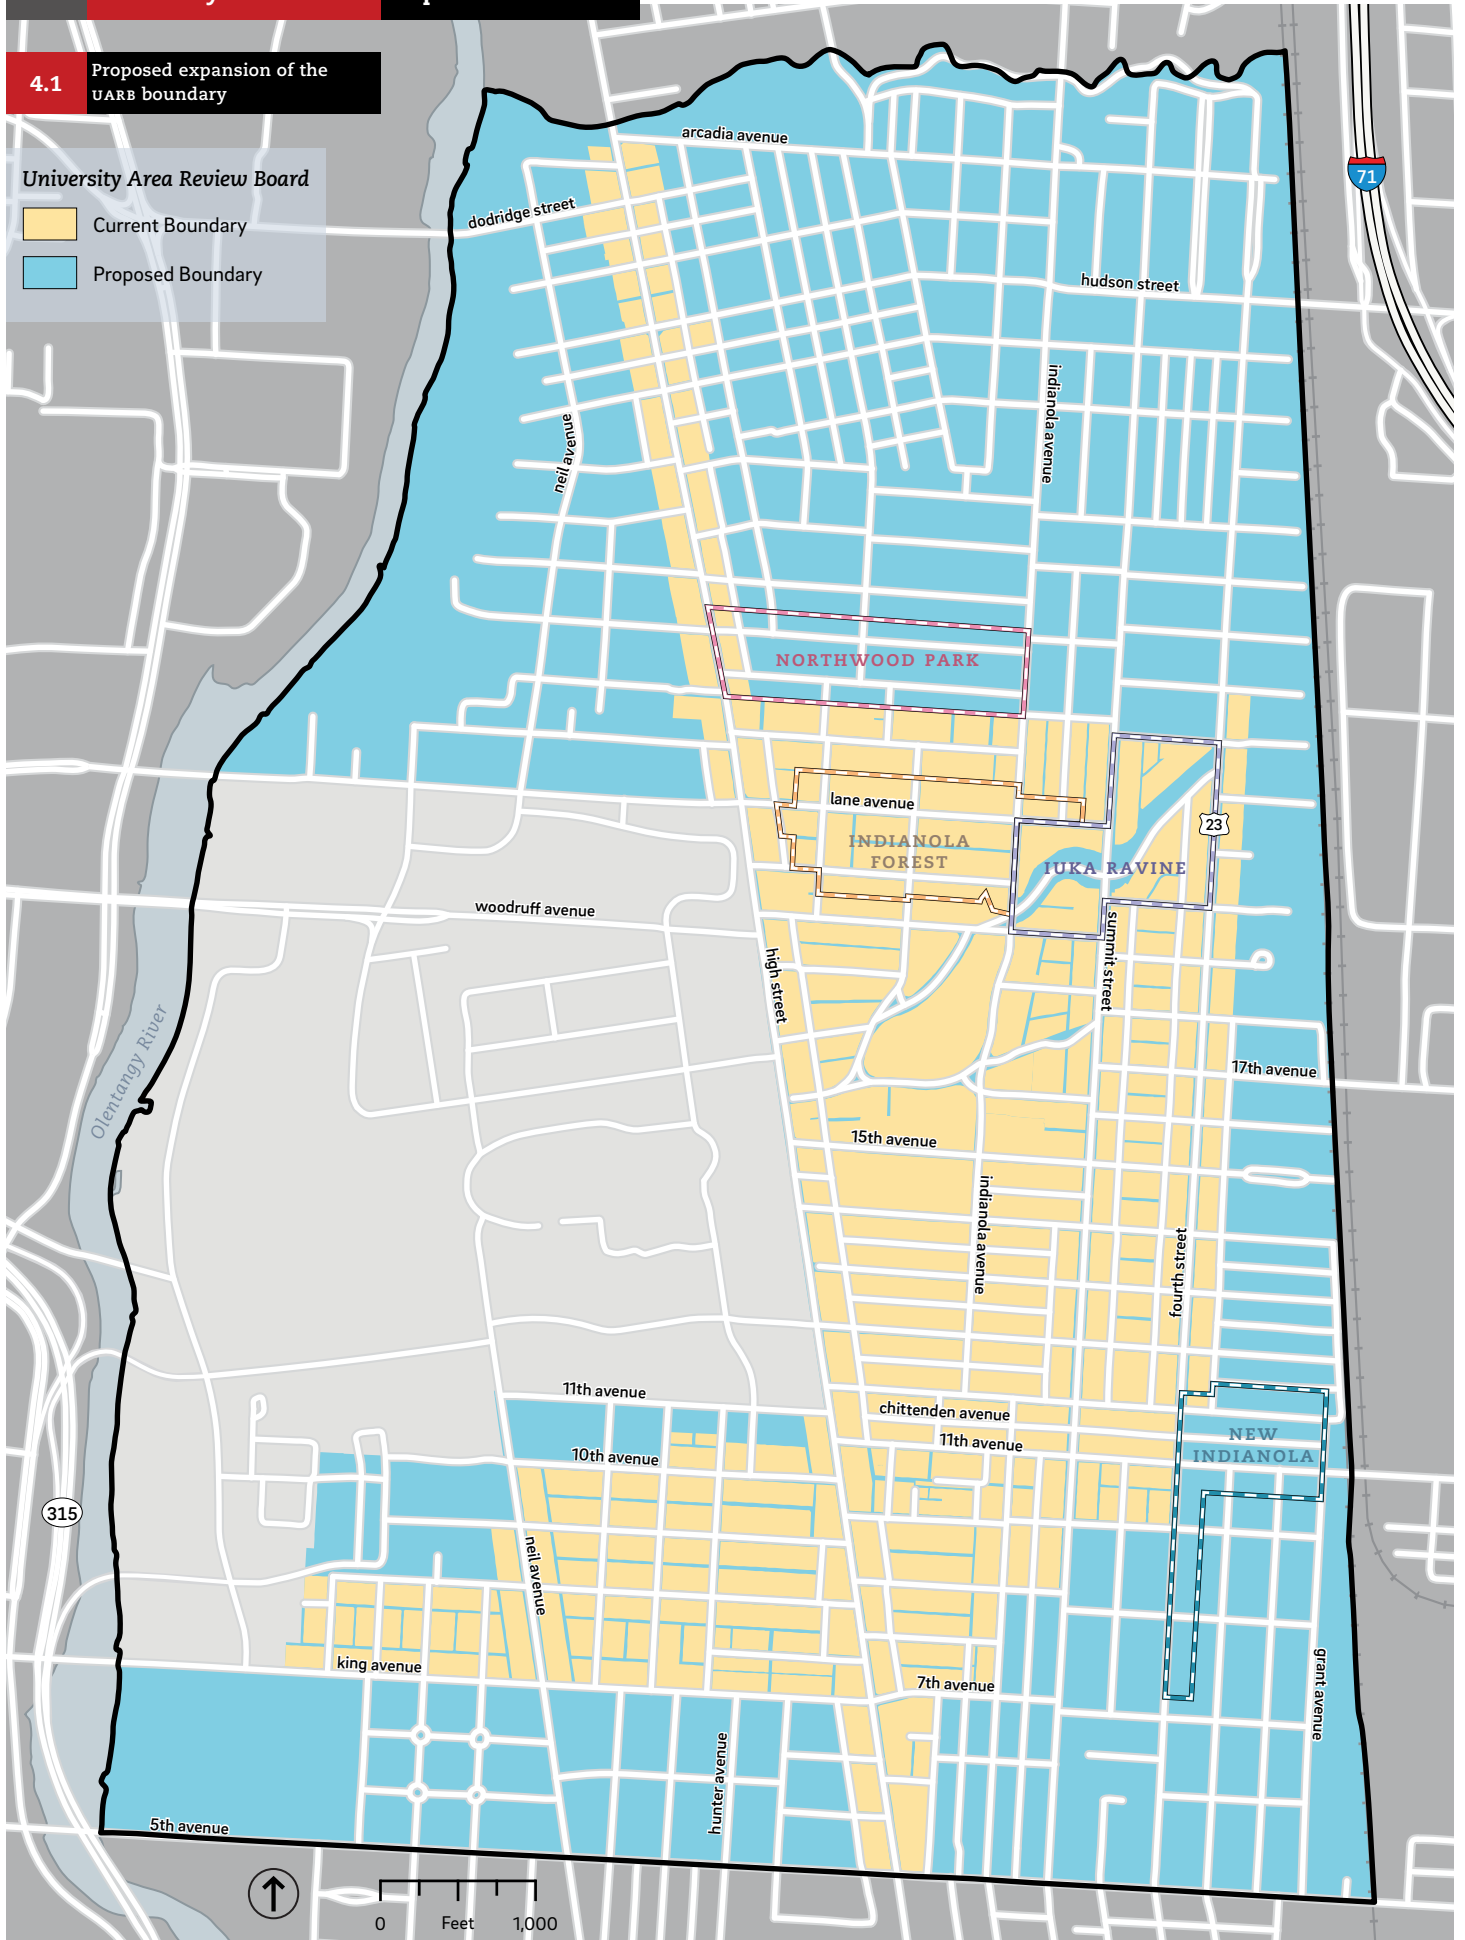 4.1
Proposed expansion of the
UARB boundary
University Area Review Board
Current Boundary
Proposed Boundary
71
arcadia avenue
dodridge street
hudson street
indianola avenue
neil avenue
NORTHWOOD PARK
lane avenue
INDIANOLA
FOREST
23
IUKA RAVINE
woodruff avenue
summit street
high street
Olentangy River
17th avenue
15th avenue
indianola avenue
fourth street
11th avenue
chittenden avenue
11th avenue
NEW
INDIANOLA
10th avenue
315
neil avenue
king avenue
7th avenue
grant avenue
hunter avenue
5th avenue
0 Feet 1,000